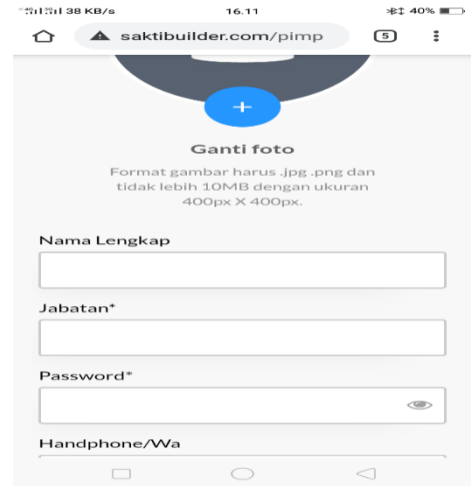 38 KB/s 16.11 40%
saktibuilder.com/pimp 5
Ganti foto
Format gambar harus .jpg .png dan
tidak lebih 10MB dengan ukuran
400px X 400px.
Nama Lengkap
Jabatan*
Password*
Handphone/Wa